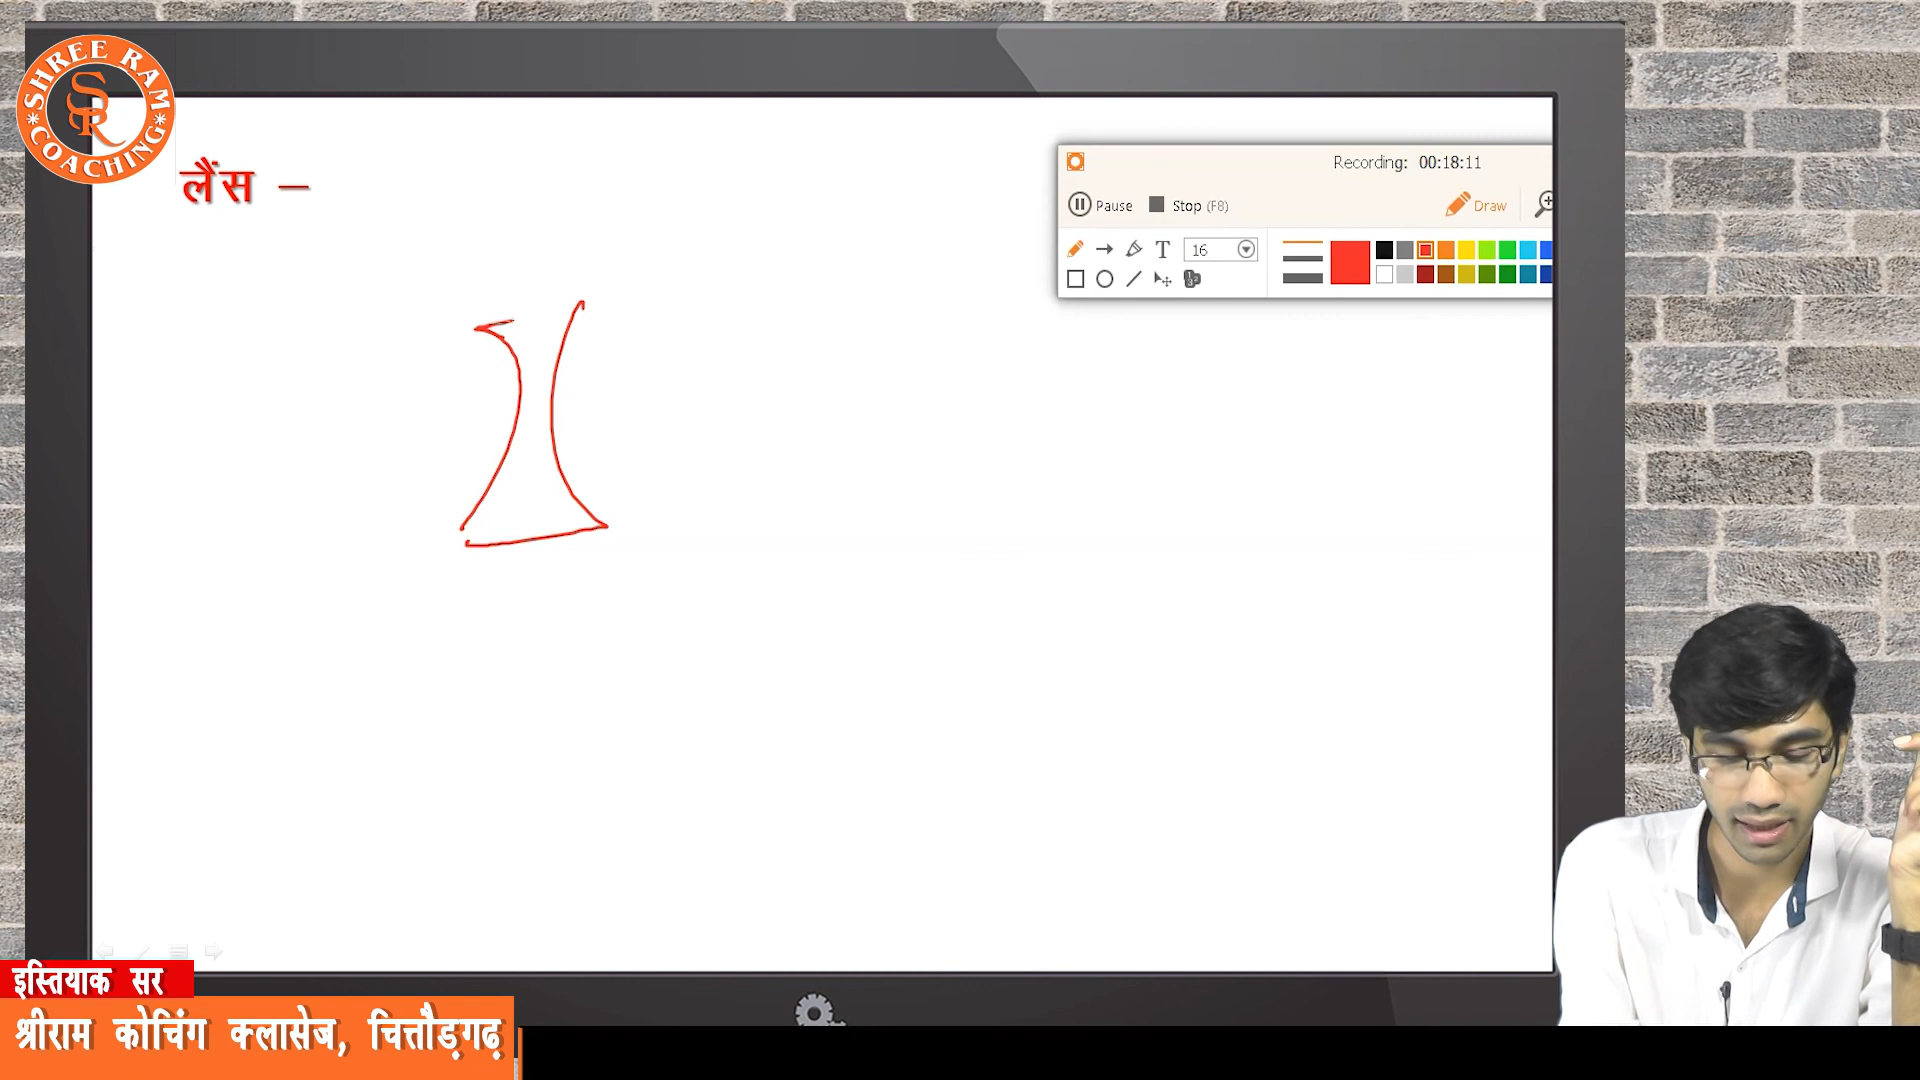 SHREE RAM COACHING
SR
लैंस –
Recording: 00:18:11
Pause Stop (F8) Draw
T 16
इस्तियाक सर
श्रीराम कोचिंग क्लासेज, चित्तौड़गढ़